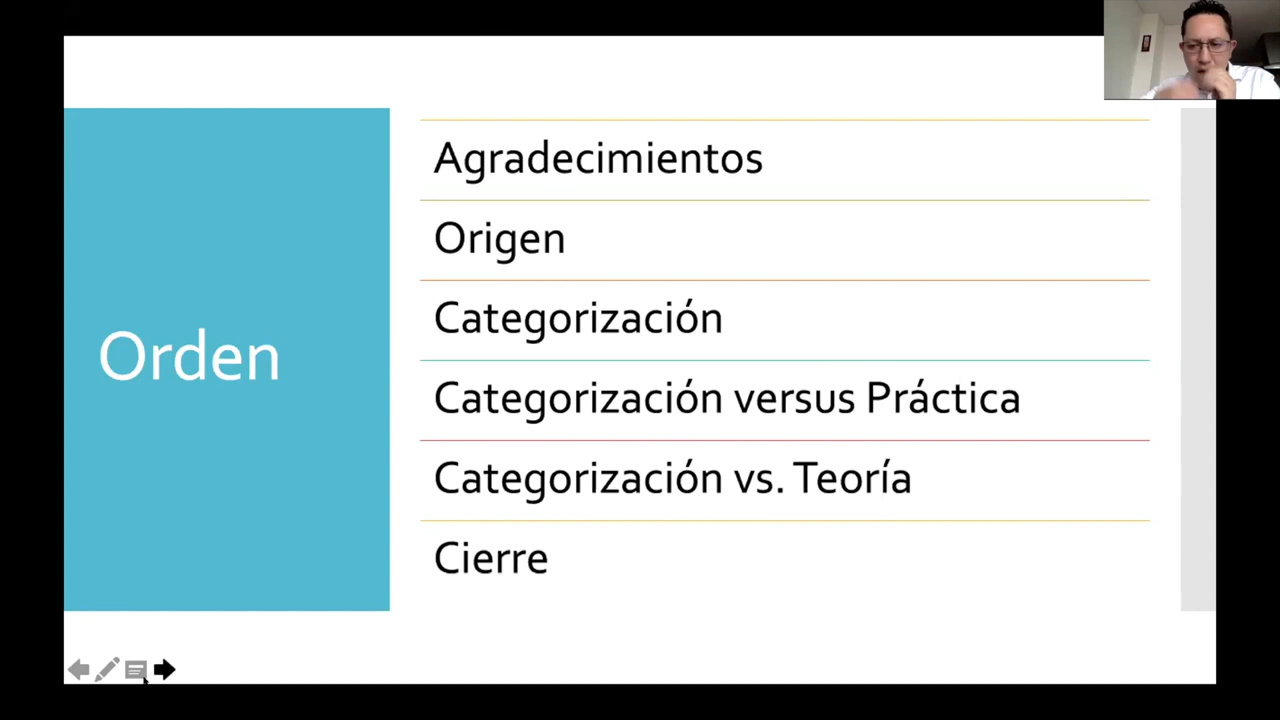 Orden
Agradecimientos
Origen
Categorización
Categorización versus Práctica
Categorización vs. Teoría
Cierre